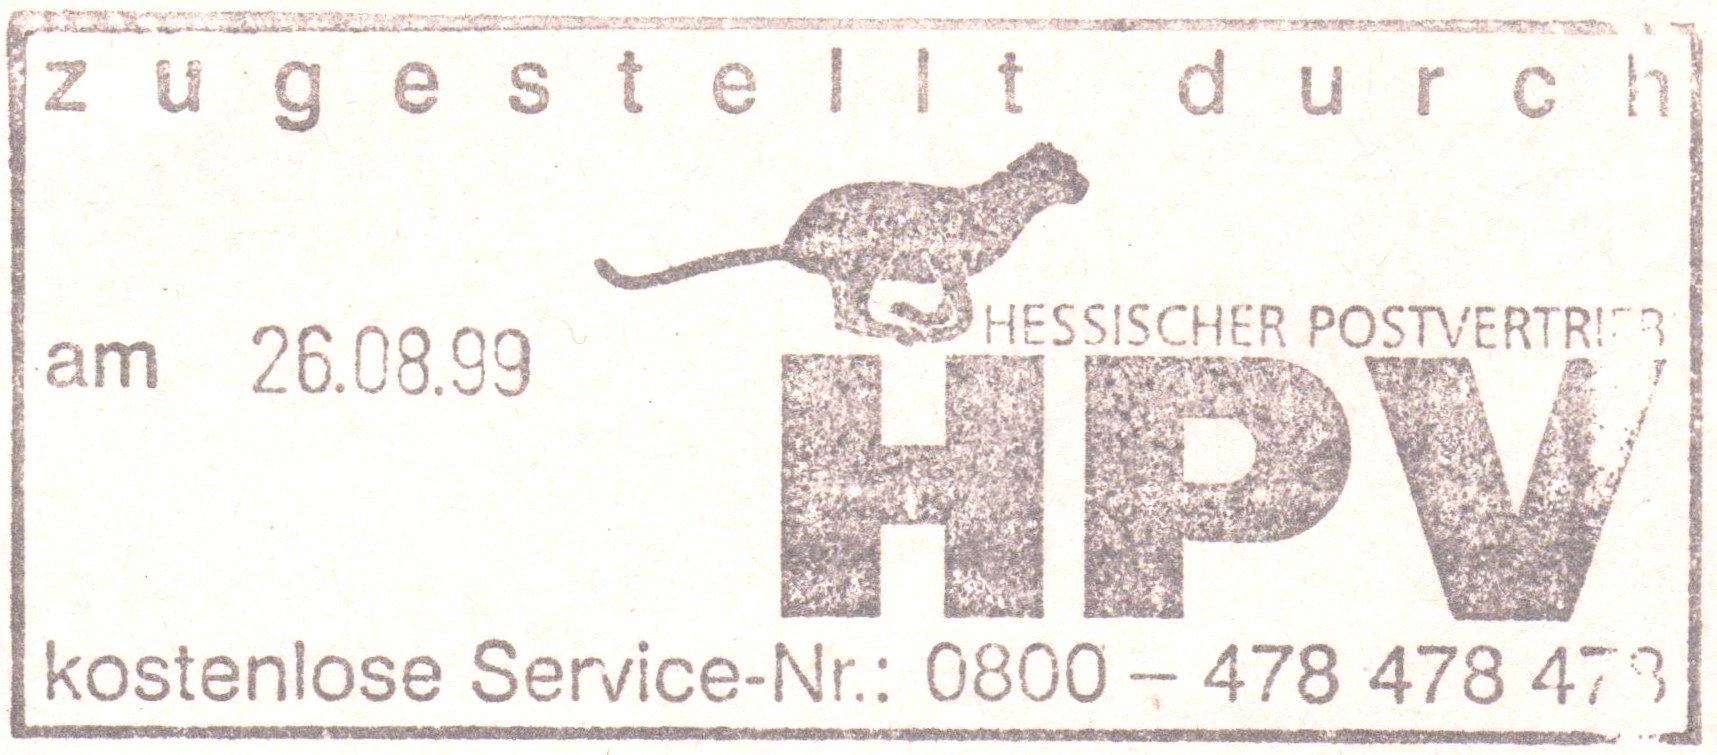 zugestellt durch
HESSISCHER POSTVERTRIEB
am 26.08.99
HPV
kostenlose Service-Nr.: 0800 – 478 478 478